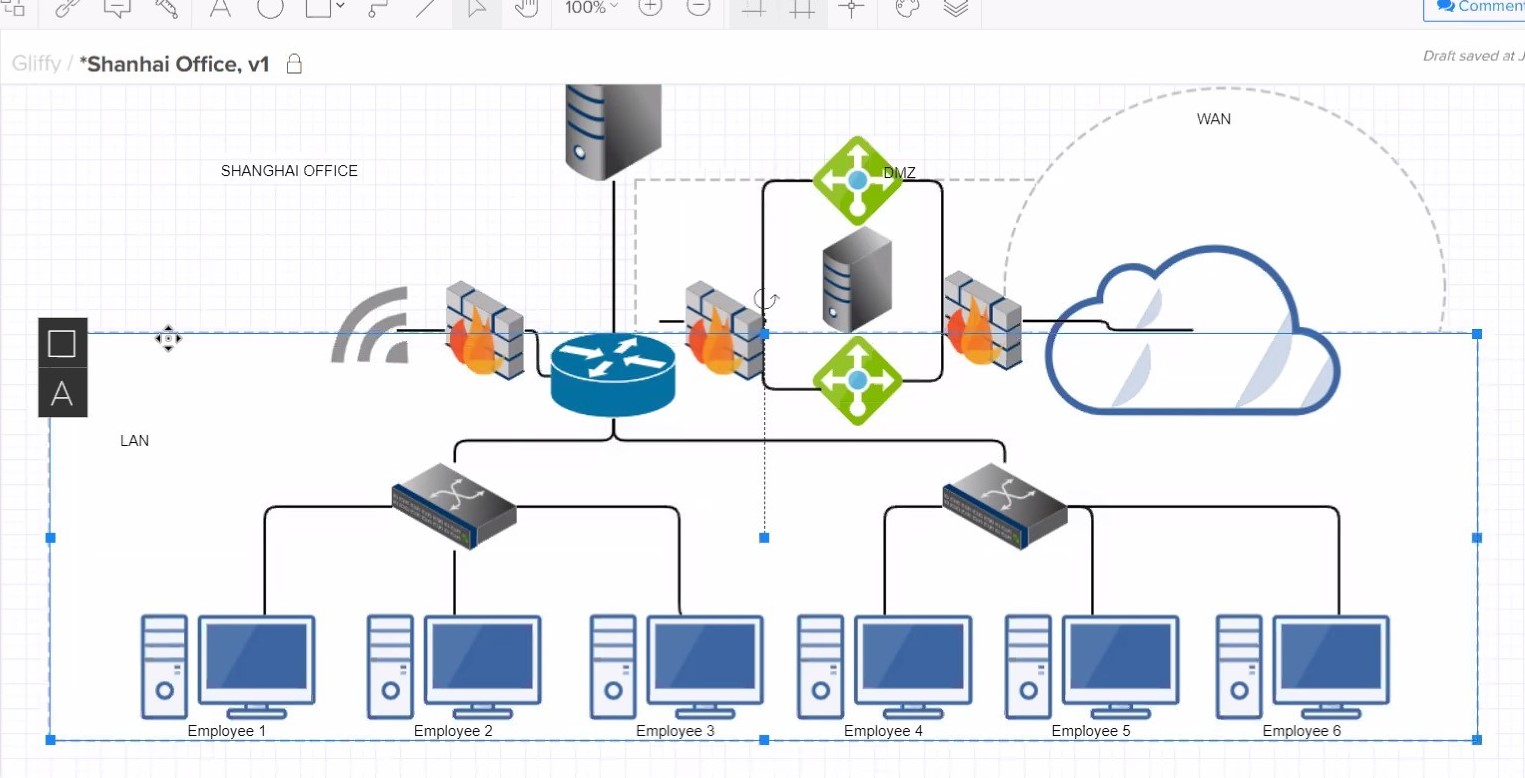 100%
Comment
Gliffy / *Shanhai Office, v1
Draft saved at J
WAN
SHANGHAI OFFICE
DMZ
A
LAN
Employee 1
Employee 2
Employee 3
Employee 4
Employee 5
Employee 6